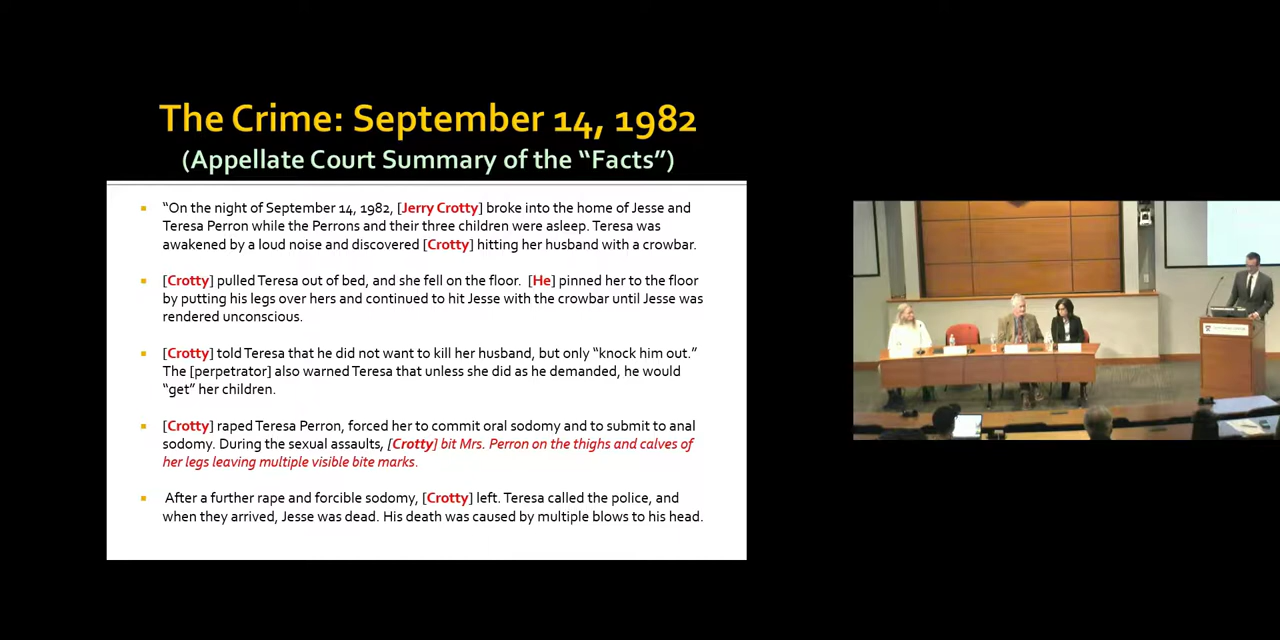 The Crime: September 14, 1982
(Appellate Court Summary of the “Facts”)
“On the night of September 14, 1982, [Jerry Crotty] broke into the home of Jesse and
Teresa Perron while the Perrons and their three children were asleep. Teresa was
awakened by a loud noise and discovered [Crotty] hitting her husband with a crowbar.
[Crotty] pulled Teresa out of bed, and she fell on the floor. [He] pinned her to the floor
by putting his legs over hers and continued to hit Jesse with the crowbar until Jesse was
rendered unconscious.
[Crotty] told Teresa that he did not want to kill her husband, but only “knock him out.”
The [perpetrator] also warned Teresa that unless she did as he demanded, he would
“get” her children.
[Crotty] raped Teresa Perron, forced her to commit oral sodomy and to submit to anal
sodomy. During the sexual assaults, [Crotty] bit Mrs. Perron on the thighs and calves of
her legs leaving multiple visible bite marks.
After a further rape and forcible sodomy, [Crotty] left. Teresa called the police, and
when they arrived, Jesse was dead. His death was caused by multiple blows to his head.